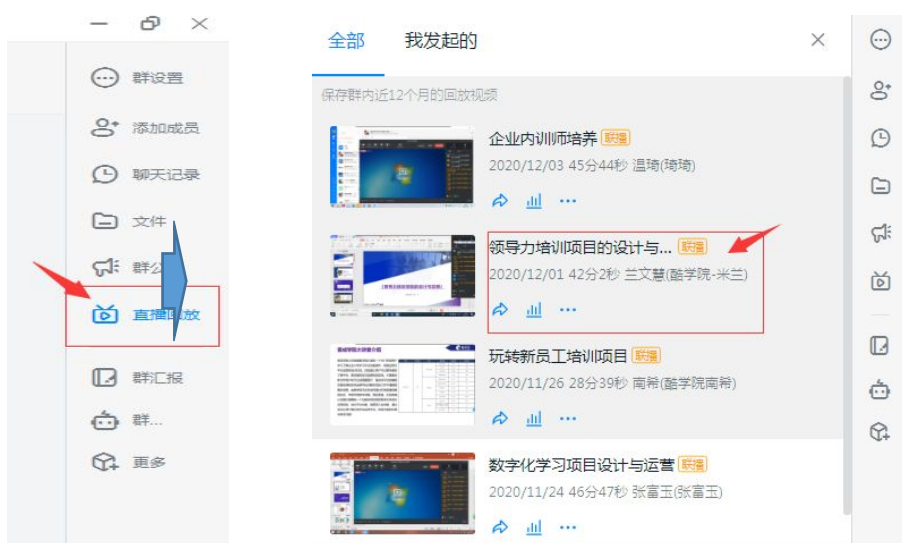 群设置
添加成员
聊天记录
文件
群公
直播回放
群汇报
群...
更多
全部 我发起的
保存群内近12个月的回放视频
企业内训师培养 联播
2020/12/03 45分44秒 温琦(琦琦)
领导力培训项目的设计与... 联播
2020/12/01 42分2秒 兰文慧(酷学院-米兰)
玩转新员工培训项目 联播
2020/11/26 28分39秒 南希(酷学院南希)
数字化学习项目设计与运营 联播
2020/11/24 46分47秒 张富玉(张富玉)